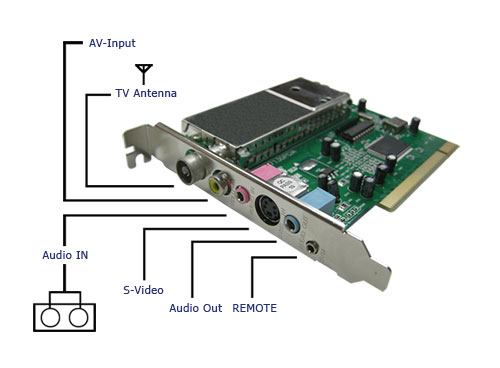 AV-Input
TV Antenna
Audio IN
S-Video
Audio Out
REMOTE